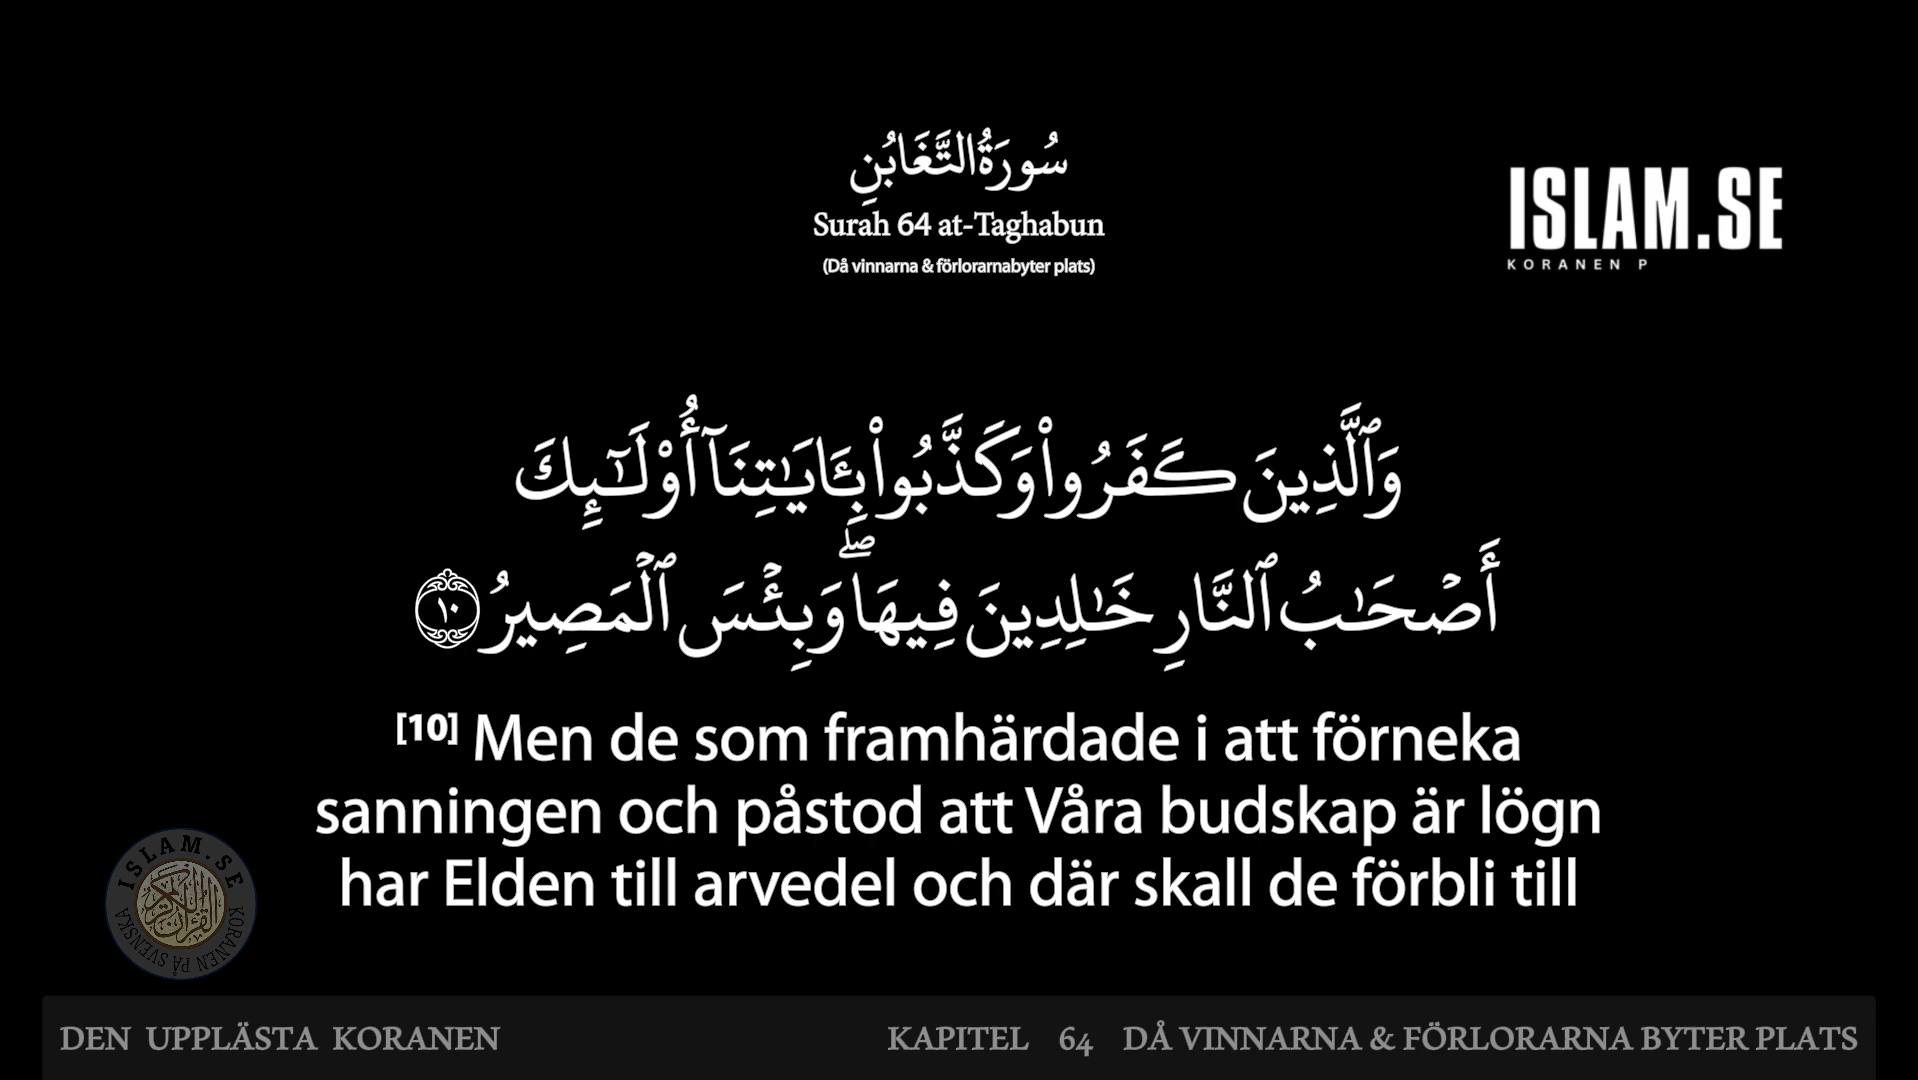 سُورَةُ التَّغَابُنِ
Surah 64 at-Taghabun
(Då vinnarna & förlorarnabyter plats)
ISLAM.SE
KORANEN P
وَٱلَّذِينَ كَفَرُوا۟ وَكَذَّبُوا۟ بِـَٔايَـٰتِنَآ أُو۟لَـٰٓئِكَ
أَصْحَـٰبُ ٱلنَّارِ خَـٰلِدِينَ فِيهَا ۖ وَبِئْسَ ٱلْمَصِيرُ ١٠
[10] Men de som framhärdade i att förneka
sanningen och påstod att Våra budskap är lögn
har Elden till arvedel och där skall de förbli till
ISLAM.SE
القرآن الكريم
KORANEN PÅ SVENSKA
DEN UPPLÄSTA KORANEN
KAPITEL 64 DÅ VINNARNA & FÖRLORARNA BYTER PLATS